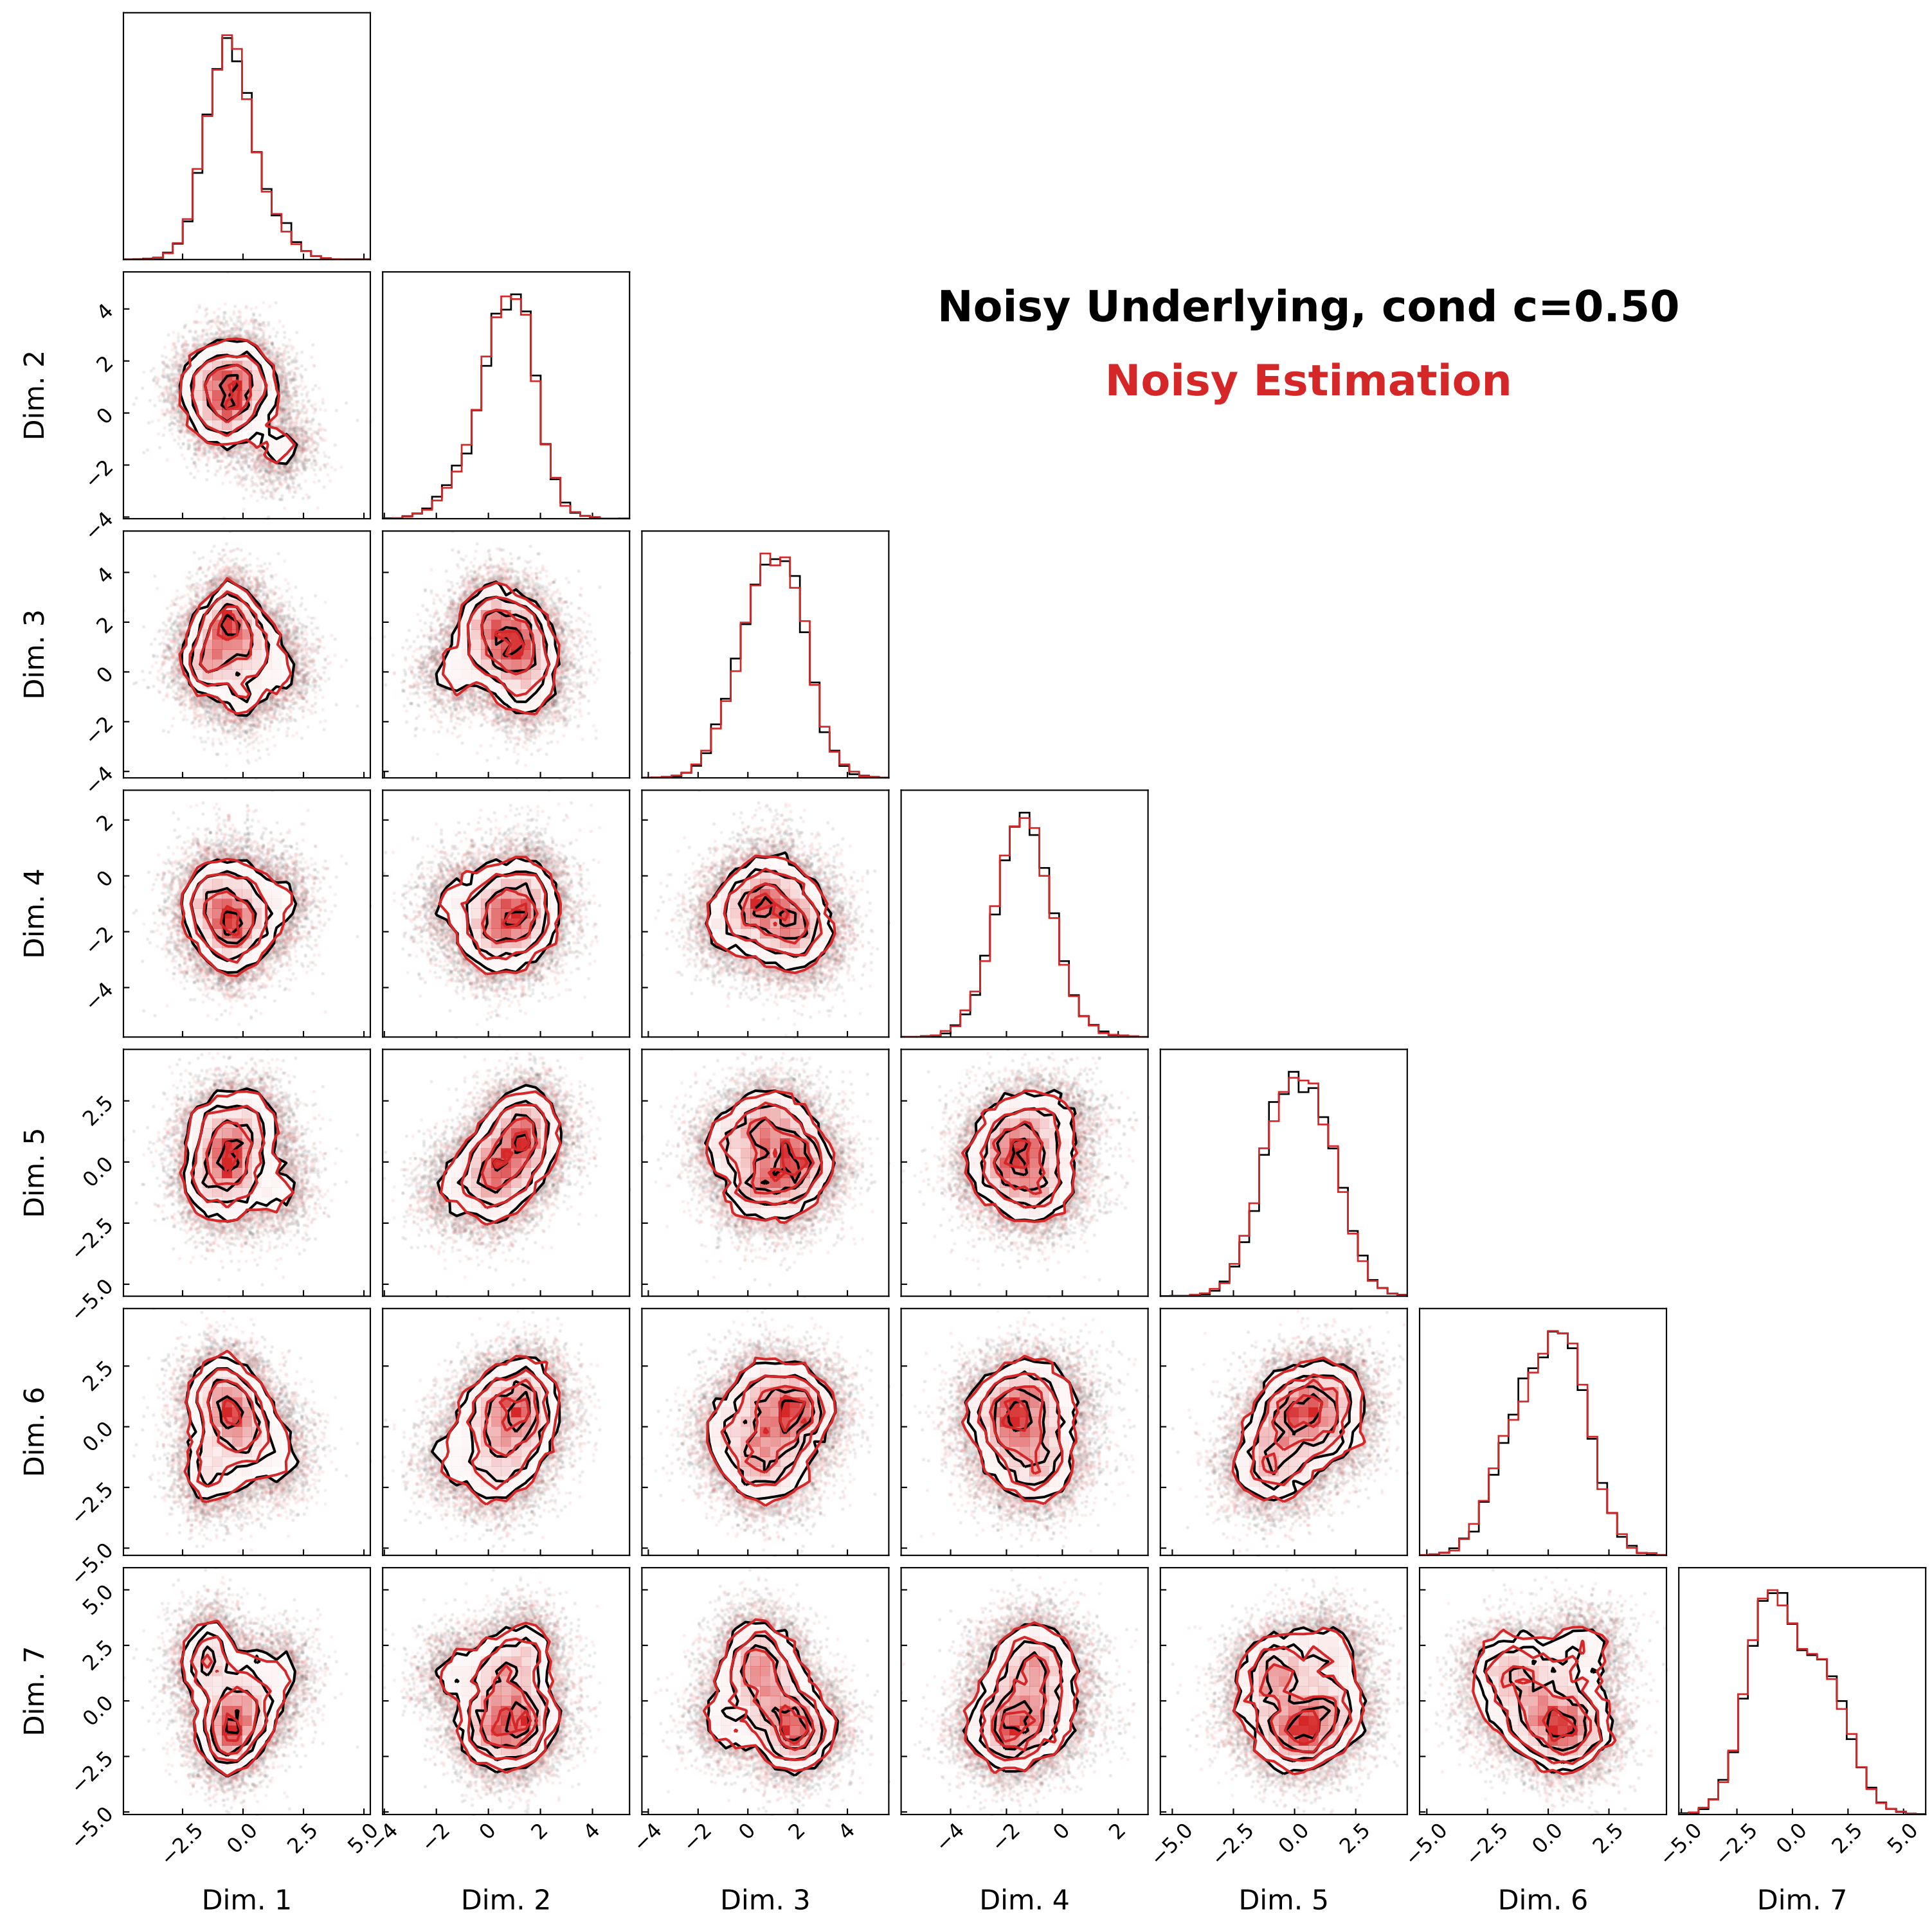 Noisy Underlying, cond c=0.50
Noisy Estimation
Dim. 2
4
2
0
−2
−4
Dim. 3
4
2
0
−2
−4
Dim. 4
2
0
−2
−4
Dim. 5
2.5
0.0
−2.5
−5.0
Dim. 6
2.5
0.0
−2.5
−5.0
Dim. 7
5.0
2.5
0.0
−2.5
−5.0
−2.5 0.0 2.5 5.0
−4 −2 0 2 4
−4 −2 0 2 4
−4 −2 0 2
−5.0 −2.5 0.0 2.5
−5.0 −2.5 0.0 2.5
−5.0 −2.5 0.0 2.5 5.0
Dim. 1 Dim. 2 Dim. 3 Dim. 4 Dim. 5 Dim. 6 Dim. 7